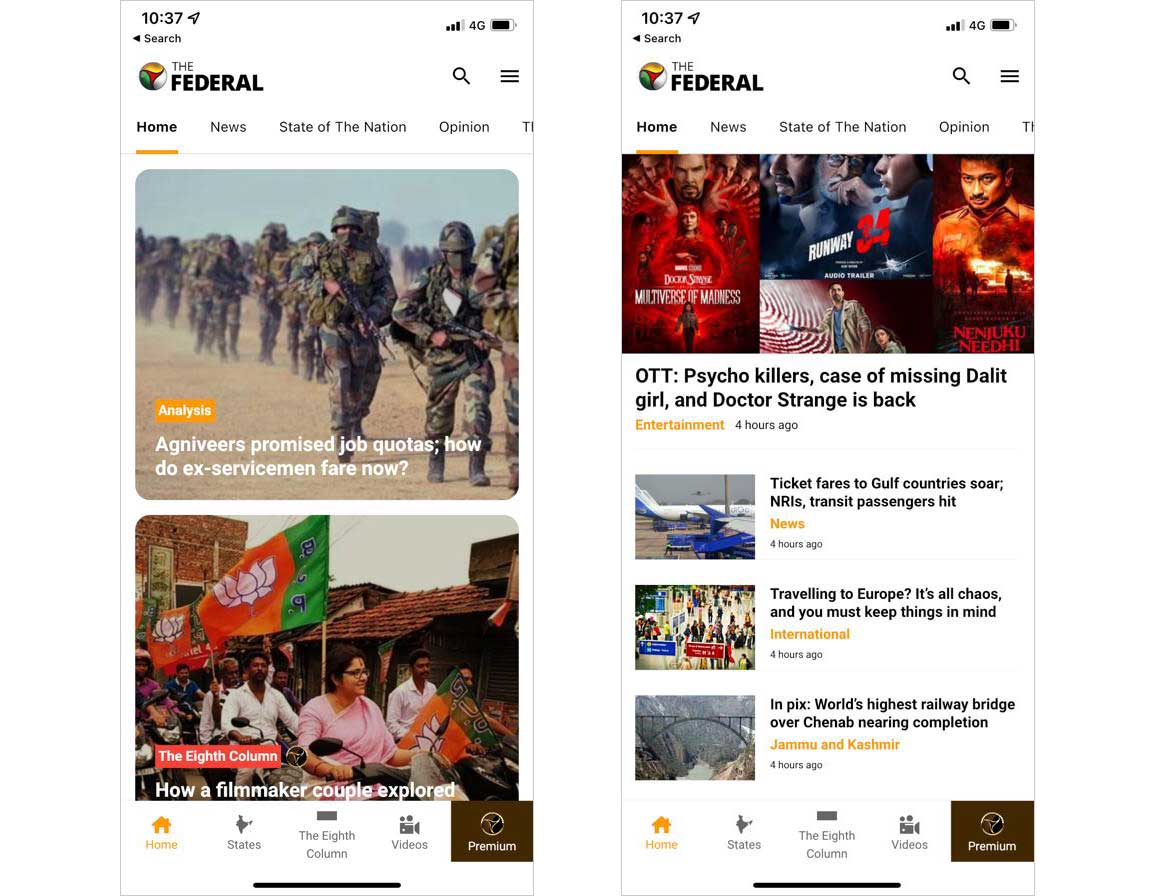 10:37
4G
◀ Search
THE
FEDERAL
Home News State of The Nation Opinion
Analysis
Agniveers promised job quotas; how
do ex-servicemen fare now?
The Eighth Column
How a filmmaker couple explored
Home States The Eighth Column Videos Premium
10:37
4G
◀ Search
THE
FEDERAL
Home News State of The Nation Opinion
MARVEL STUDIOS
DOCTOR STRANGE
MULTIVERSE OF MADNESS
RUNWAY 34
AUDIO TRAILER
NENJUKU
NEEDHI
OTT: Psycho killers, case of missing Dalit
girl, and Doctor Strange is back
Entertainment 4 hours ago
Ticket fares to Gulf countries soar;
NRIs, transit passengers hit
News
4 hours ago
Travelling to Europe? It’s all chaos,
and you must keep things in mind
International
4 hours ago
In pix: World’s highest railway bridge
over Chenab nearing completion
Jammu and Kashmir
4 hours ago
Home States The Eighth Column Videos Premium